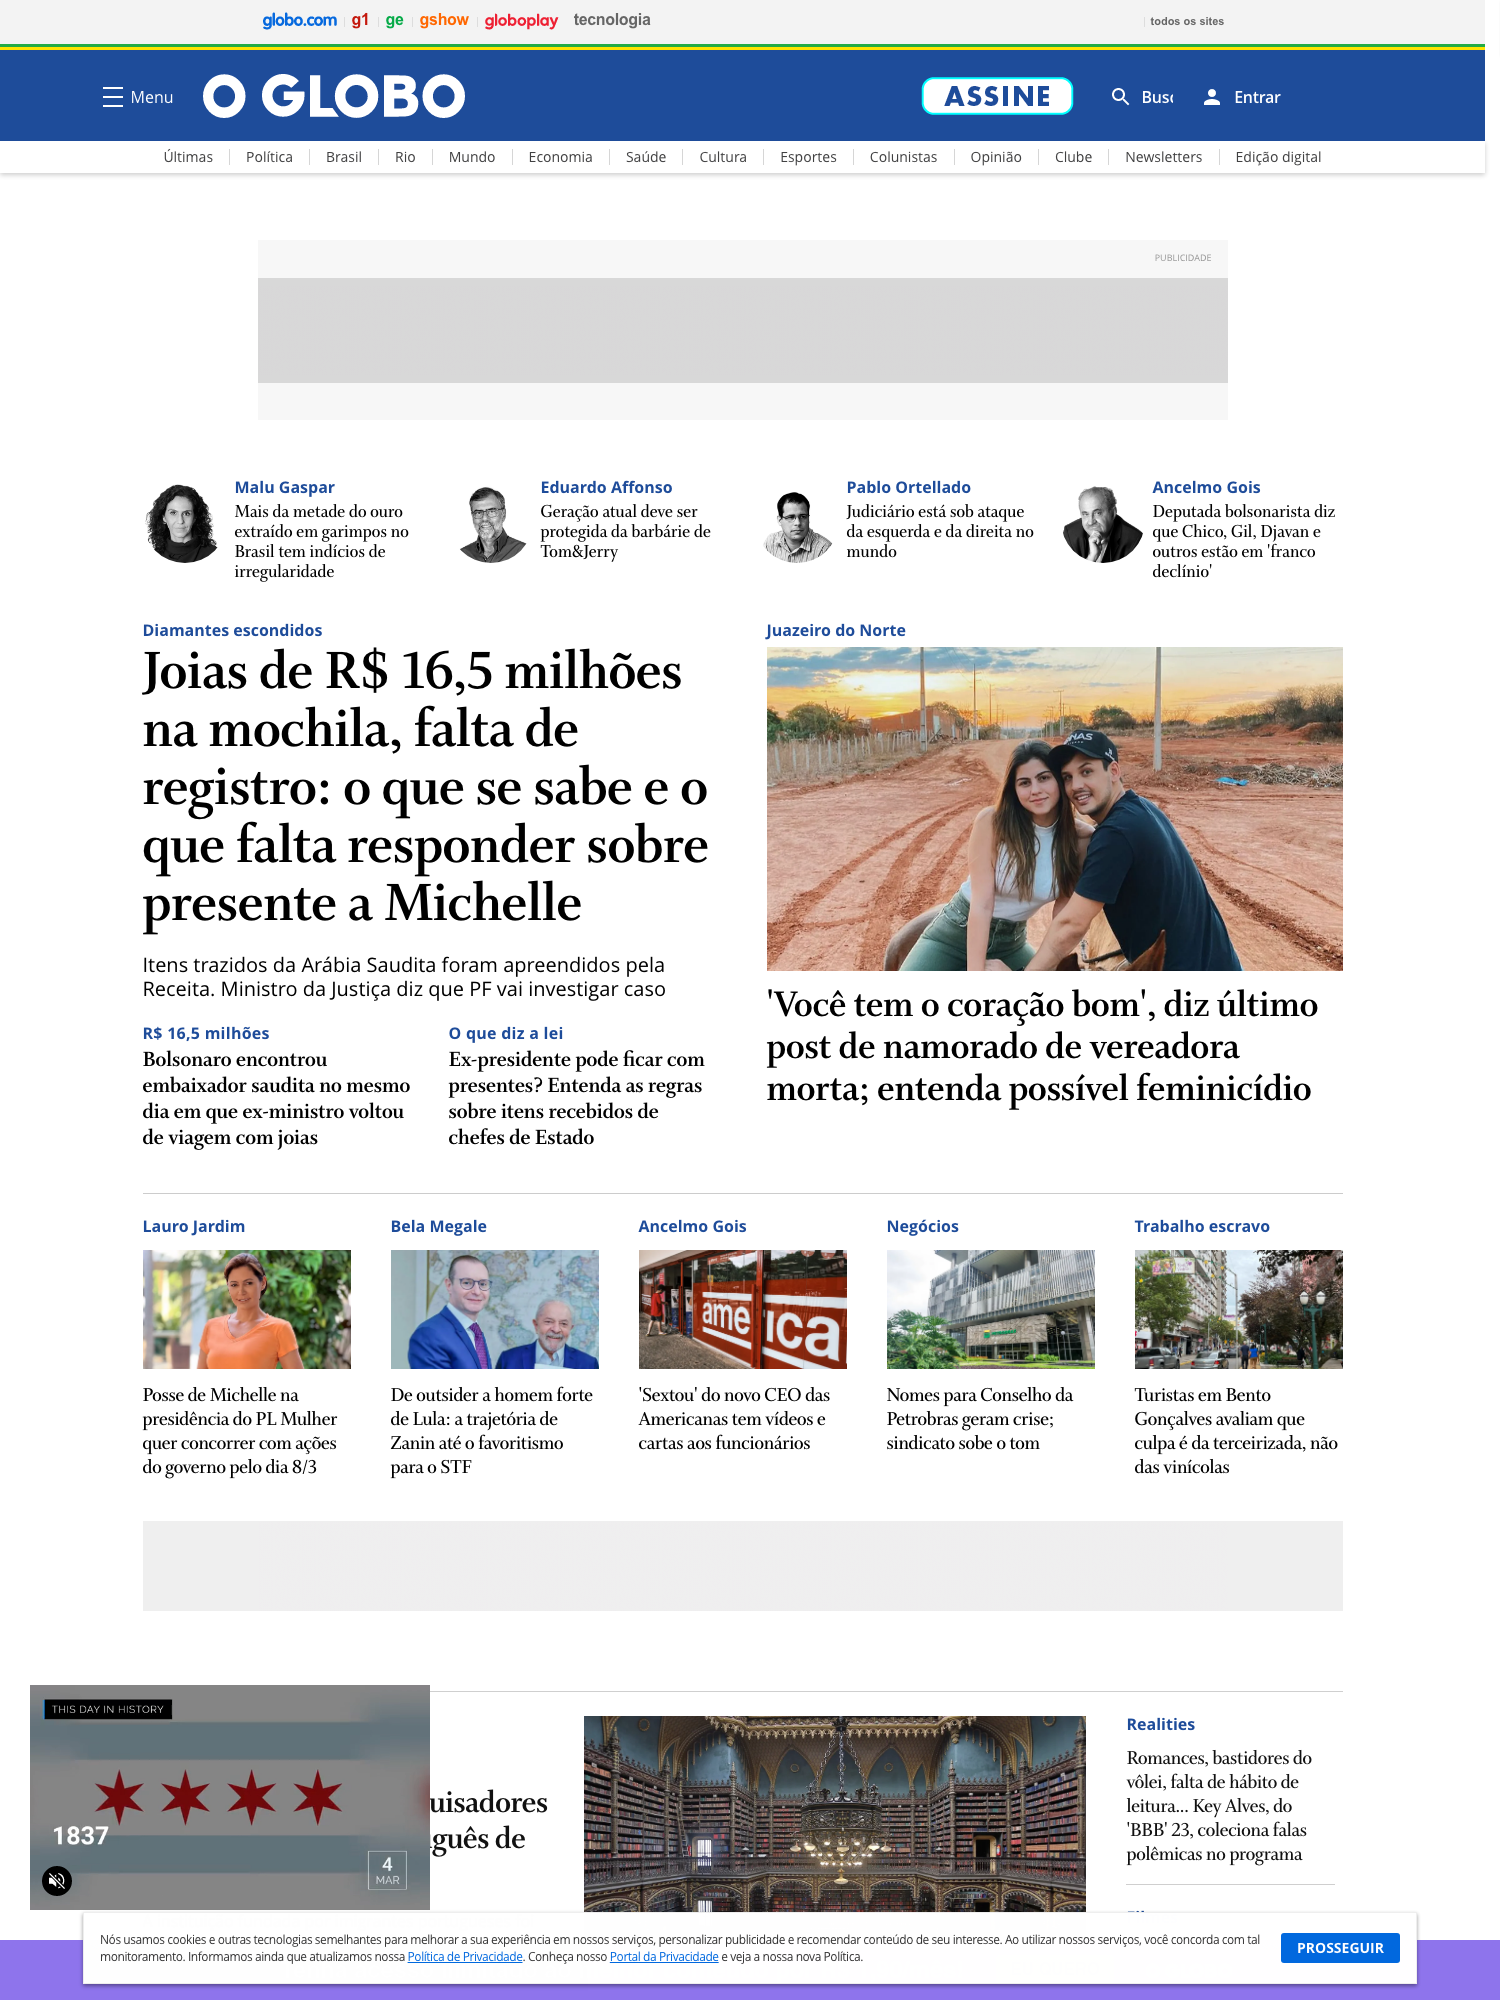 globo.com g1 ge gshow globoplay tecnologia todos os sites
Menu O GLOBO ASSINE Entrar
Últimas Política Brasil Rio Mundo Economia Saúde Cultura Esportes Colunistas Opinião Clube Newsletters Edição digital
PUBLICIDADE
Malu Gaspar
Mais da metade do ouro
extraído em garimpos no
Brasil tem indícios de
irregularidade
Eduardo Affonso
Geração atual deve ser
protegida da barbárie de
Tom&Jerry
Pablo Ortellado
Judiciário está sob ataque
da esquerda e da direita no
mundo
Ancelmo Gois
Deputada bolsonarista diz
que Chico, Gil, Djavan e
outros estão em 'franco
declínio'
Diamantes escondidos
Joias de R$ 16,5 milhões
na mochila, falta de
registro: o que se sabe e o
que falta responder sobre
presente a Michelle
Itens trazidos da Arábia Saudita foram apreendidos pela
Receita. Ministro da Justiça diz que PF vai investigar caso
R$ 16,5 milhões
Bolsonaro encontrou
embaixador saudita no mesmo
dia em que ex-ministro voltou
de viagem com joias
O que diz a lei
Ex-presidente pode ficar com
presentes? Entenda as regras
sobre itens recebidos de
chefes de Estado
Juazeiro do Norte
'Você tem o coração bom', diz último
post de namorado de vereadora
morta; entenda possível feminicídio
Lauro Jardim
Posse de Michelle na
presidência do PL Mulher
quer concorrer com ações
do governo pelo dia 8/3
Bela Megale
De outsider a homem forte
de Lula: a trajetória de
Zanin até o favoritismo
para o STF
Ancelmo Gois
ame ica
'Sextou' do novo CEO das
Americanas tem vídeos e
cartas aos funcionários
Negócios
Nomes para Conselho da
Petrobras geram crise;
sindicato sobe o tom
Trabalho escravo
Turistas em Bento
Gonçalves avaliam que
culpa é da terceirizada, não
das vinícolas
THIS DAY IN HISTORY
1837
4
MAR
uisadores
guês de
Realities
Romances, bastidores do
vôlei, falta de hábito de
leitura... Key Alves, do
'BBB' 23, coleciona falas
polêmicas no programa
Nós usamos cookies e outras tecnologias semelhantes para melhorar a sua experiência em nossos serviços, personalizar publicidade e recomendar conteúdo de seu interesse. Ao utilizar nossos serviços, você concorda com tal
monitoramento. Informamos ainda que atualizamos nossa Política de Privacidade. Conheça nosso Portal da Privacidade e veja a nossa nova Política.
PROSSEGUIR